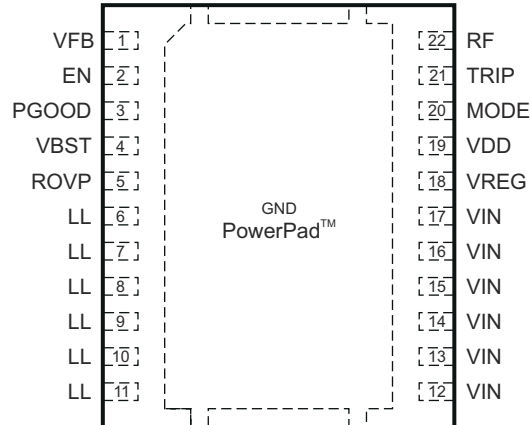 VFB 1 22 RF
EN 2 21 TRIP
PGOOD 3 20 MODE
VBST 4 19 VDD
ROVP 5 18 VREG
LL 6 GND 17 VIN
PowerPad™
LL 7 16 VIN
LL 8 15 VIN
LL 9 14 VIN
LL 10 13 VIN
LL 11 12 VIN